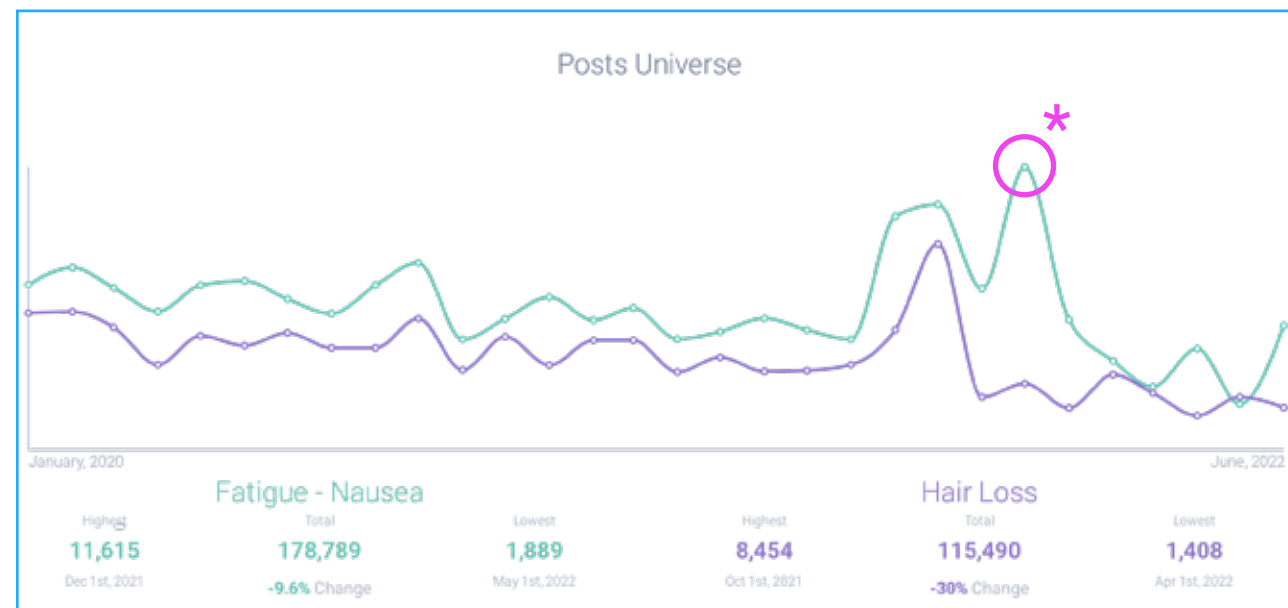 Posts Universe
*
January, 2020
June, 2022
Fatigue - Nausea
Hair Loss
Highest
Total
Lowest
Highest
Total
Lowest
11,615
178,789
1,889
8,454
115,490
1,408
Dec 1st, 2021
-9.6% Change
May 1st, 2022
Oct 1st, 2021
-30% Change
Apr 1st, 2022